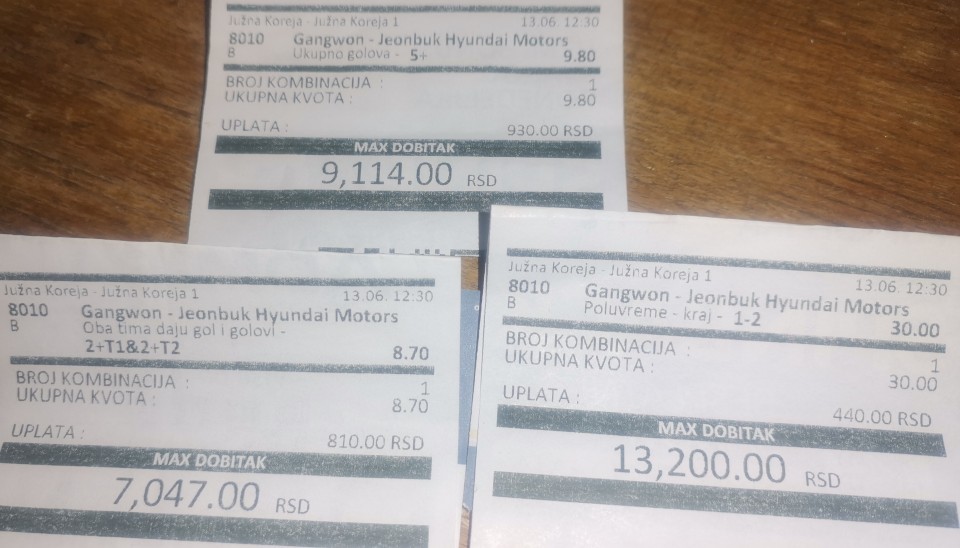 Južna Koreja - Južna Koreja 1 13.06. 12:30
8010 Gangwon - Jeonbuk Hyundai Motors
B Ukupno golova - 5+ 9.80
BROJ KOMBINACIJA : 1
UKUPNA KVOTA : 9.80
UPLATA : 930.00 RSD
MAX DOBITAK
9,114.00 RSD
Južna Koreja - Južna Koreja 1 13.06. 12:30
8010 Gangwon - Jeonbuk Hyundai Motors
B Oba tima daju gol i golovi -
2+T1&2+T2 8.70
BROJ KOMBINACIJA : 1
UKUPNA KVOTA : 8.70
UPLATA : 810.00 RSD
MAX DOBITAK
7,047.00 RSD
Južna Koreja - Južna Koreja 1 13.06. 12:30
8010 Gangwon - Jeonbuk Hyundai Motors
B Poluvreme - kraj - 1-2 30.00
BROJ KOMBINACIJA : 1
UKUPNA KVOTA : 30.00
UPLATA : 440.00 RSD
MAX DOBITAK
13,200.00 RSD